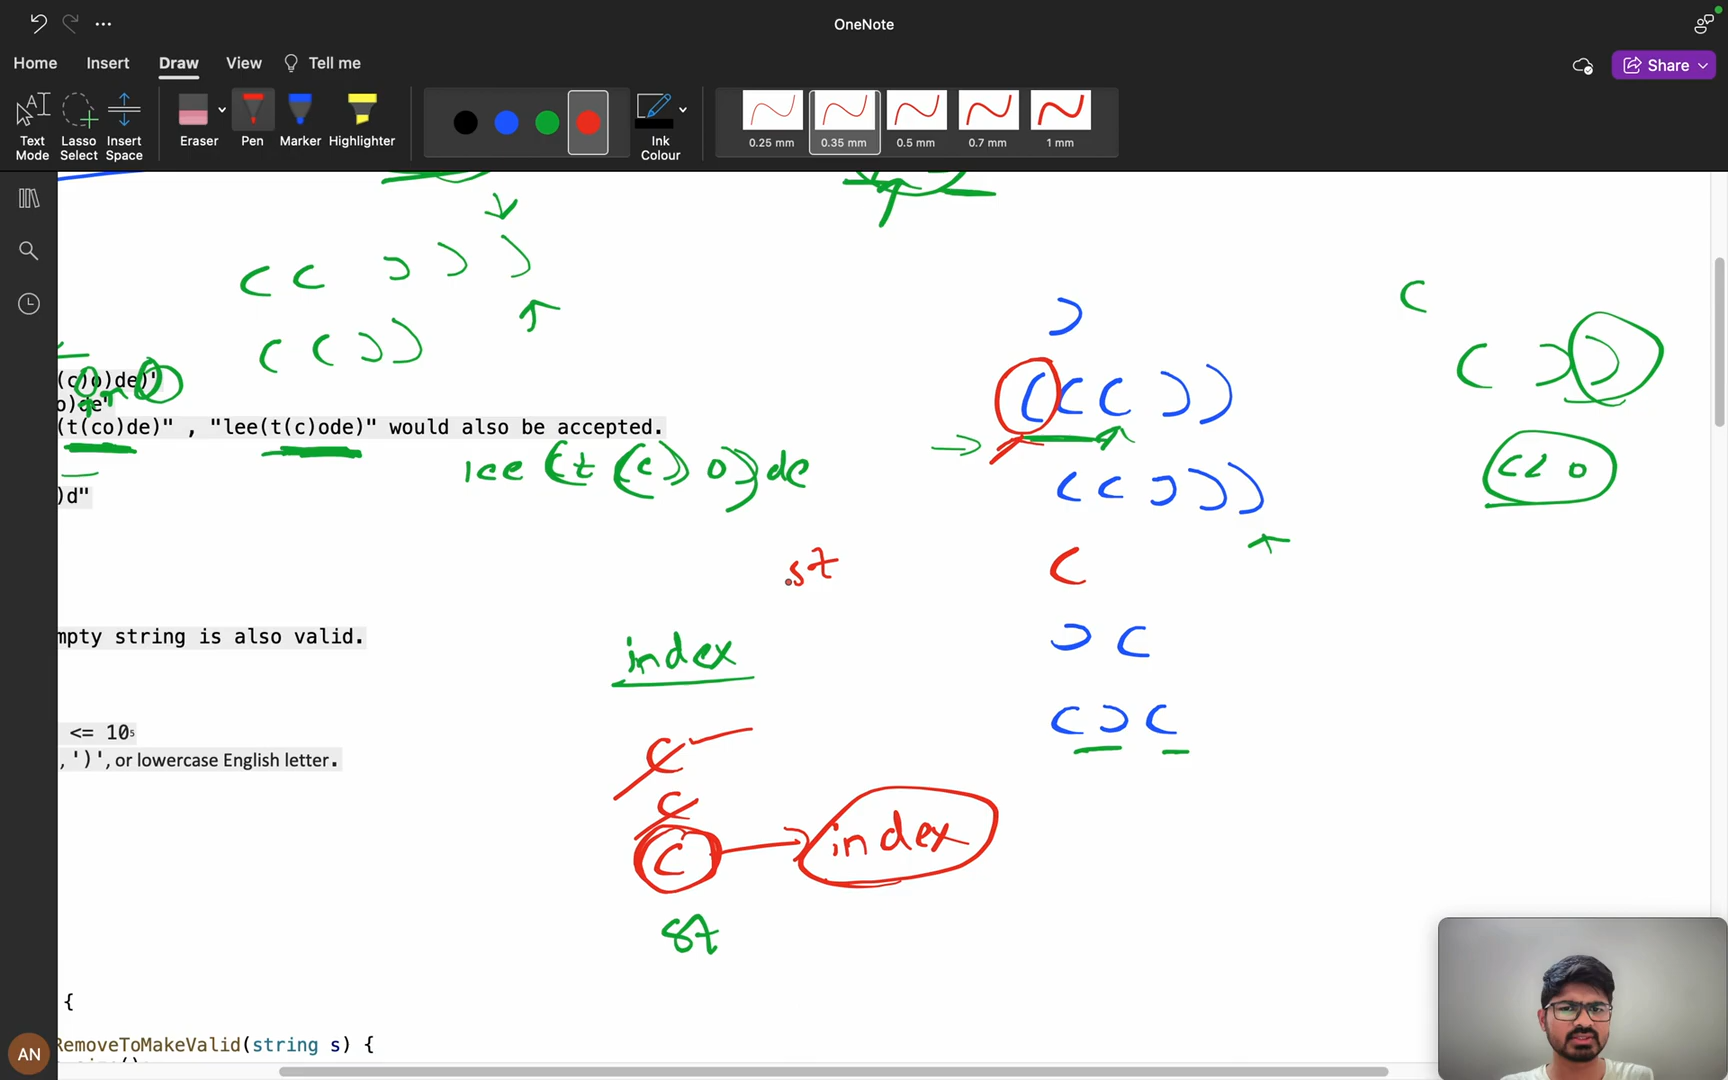 OneNote
Home Insert Draw View Tell me
Share
Text Mode
Lasso Select
Insert Space
Eraser
Pen
Marker
Highlighter
Ink Colour
0.25 mm
0.35 mm
0.5 mm
0.7 mm
1 mm
( ( ) ) )
( ( ) )
)
(
( ) )
(c)o)de)"
o)de"
(t(co)de)" , "lee(t(c)ode)" would also be accepted.
( ( ( ) )
lee (t (c) o) de
)d"
( ( ) ) )
st
(
mpty string is also valid.
index
) (
( ) (
<= 105
, ')', or lowercase English letter.
(
(
( index
st
{
RemoveToMakeValid(string s) {
AN